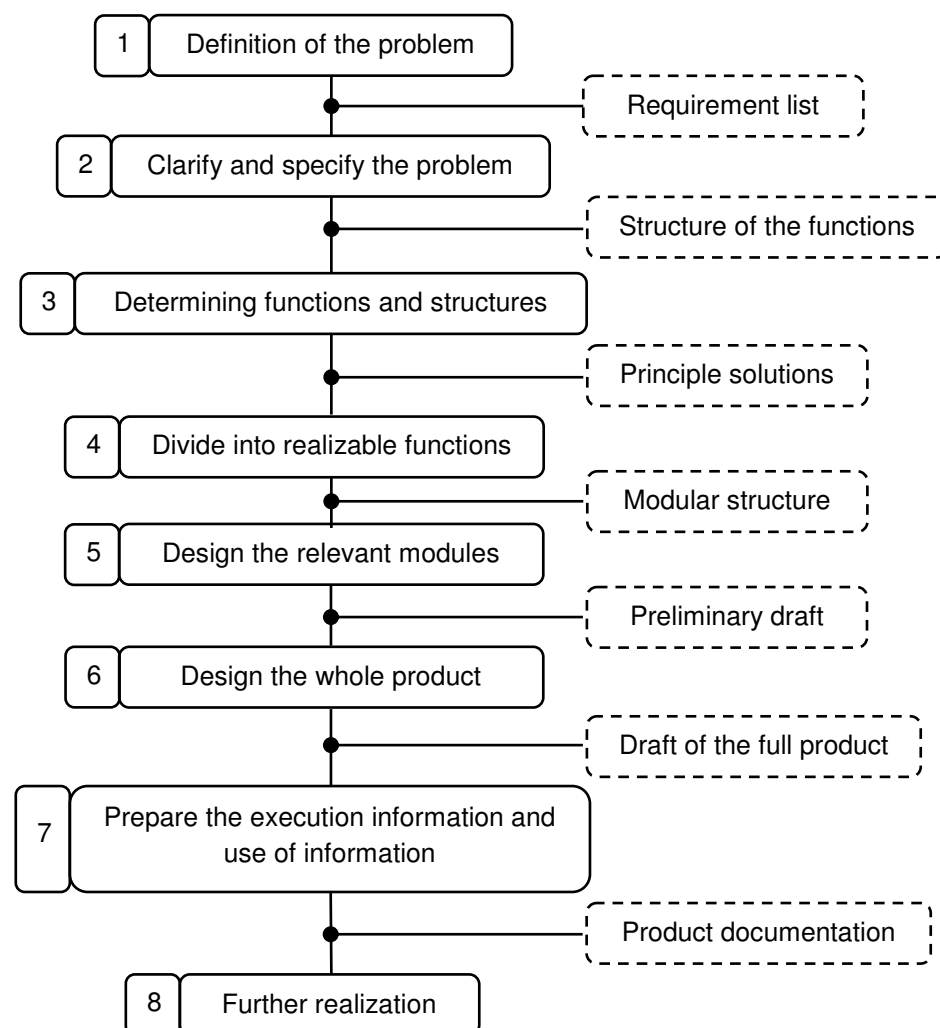 1 Definition of the problem
Requirement list
2 Clarify and specify the problem
Structure of the functions
3 Determining functions and structures
Principle solutions
4 Divide into realizable functions
Modular structure
5 Design the relevant modules
Preliminary draft
6 Design the whole product
Draft of the full product
7 Prepare the execution information and
use of information
Product documentation
8 Further realization